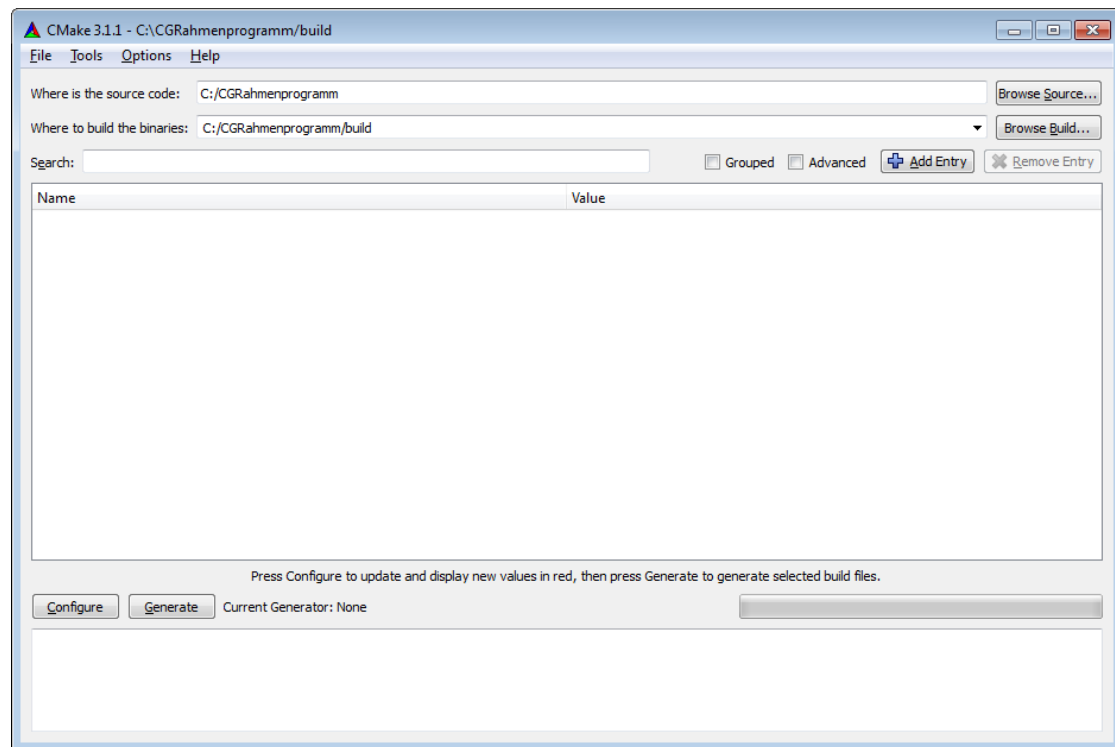 CMake 3.1.1 - C:\CGRahmenprogramm/build
File Tools Options Help
Where is the source code: C:/CGRahmenprogramm Browse Source...
Where to build the binaries: C:/CGRahmenprogramm/build Browse Build...
Search: Grouped Advanced Add Entry Remove Entry
Name Value
Press Configure to update and display new values in red, then press Generate to generate selected build files.
Configure Generate Current Generator: None